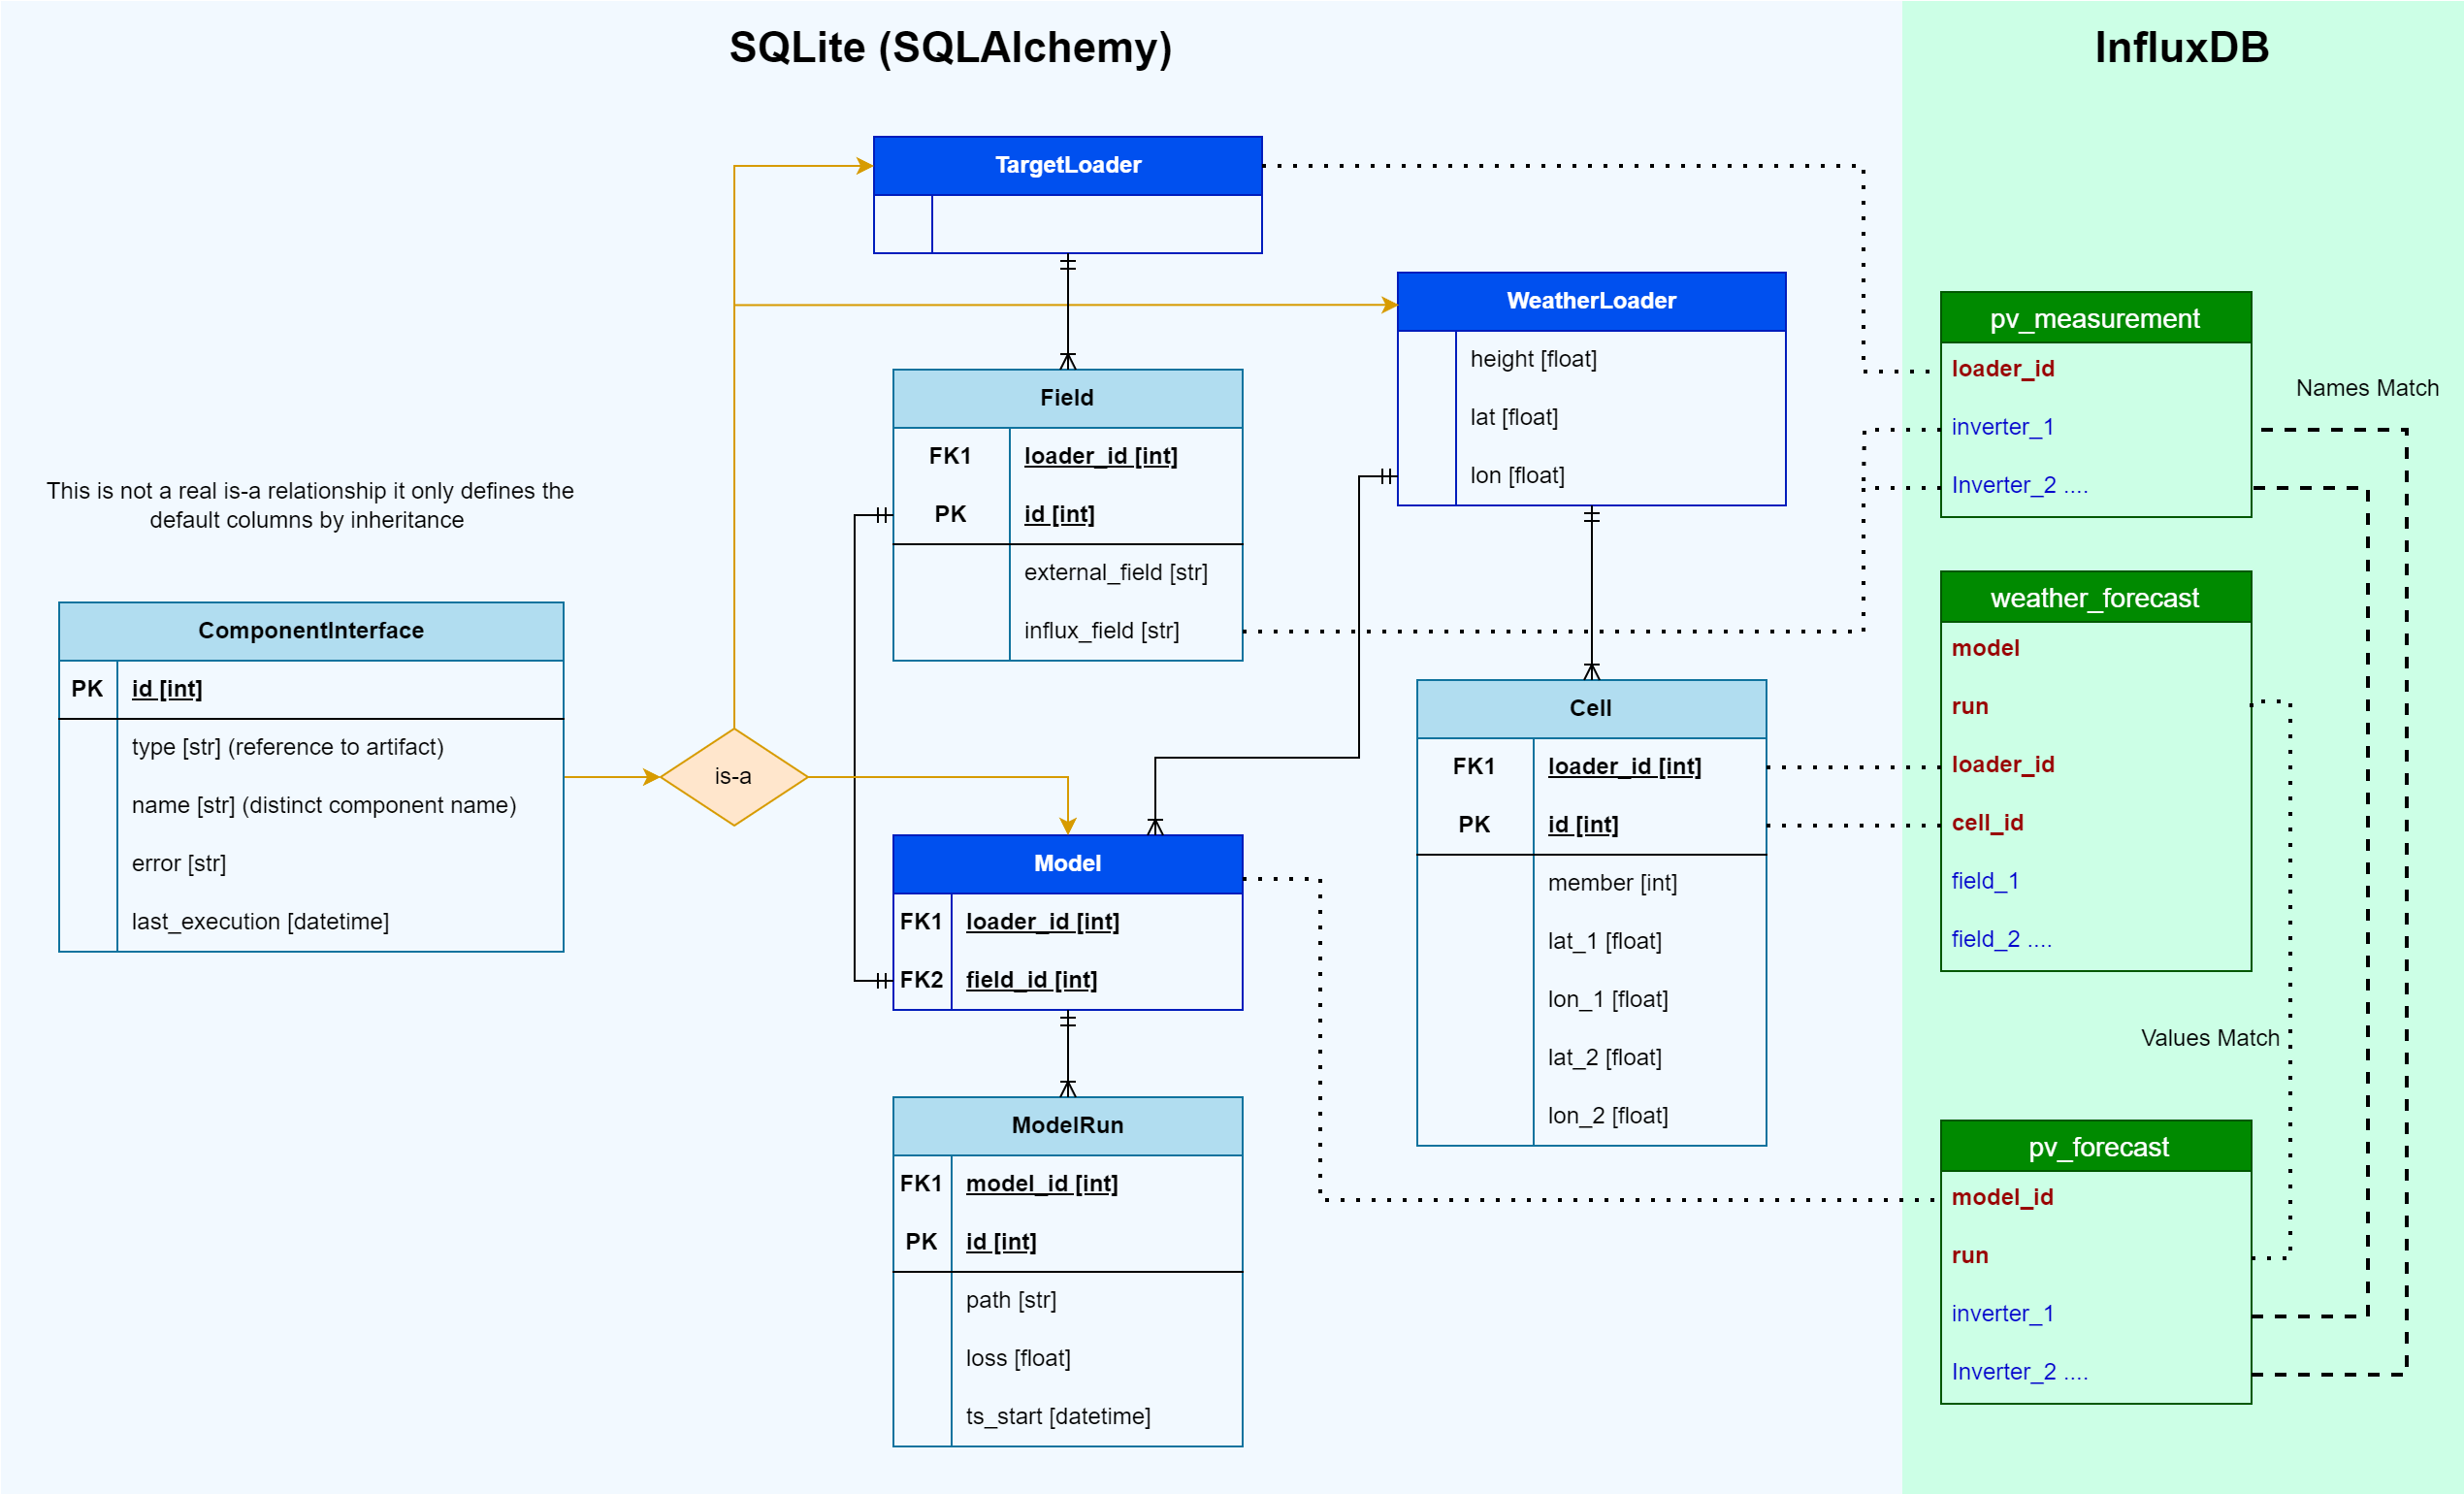 SQLite (SQLAlchemy)
InfluxDB
TargetLoader
WeatherLoader
height [float]
lat [float]
lon [float]
Field
FK1 loader_id [int]
PK id [int]
external_field [str]
influx_field [str]
This is not a real is-a relationship it only defines the
default columns by inheritance
ComponentInterface
PK id [int]
type [str] (reference to artifact)
name [str] (distinct component name)
error [str]
last_execution [datetime]
is-a
Cell
FK1 loader_id [int]
PK id [int]
member [int]
lat_1 [float]
lon_1 [float]
lat_2 [float]
lon_2 [float]
Model
FK1 loader_id [int]
FK2 field_id [int]
ModelRun
FK1 model_id [int]
PK id [int]
path [str]
loss [float]
ts_start [datetime]
pv_measurement
loader_id
inverter_1
Inverter_2 ....
Names Match
weather_forecast
model
run
loader_id
cell_id
field_1
field_2 ....
Values Match
pv_forecast
model_id
run
inverter_1
Inverter_2 ....